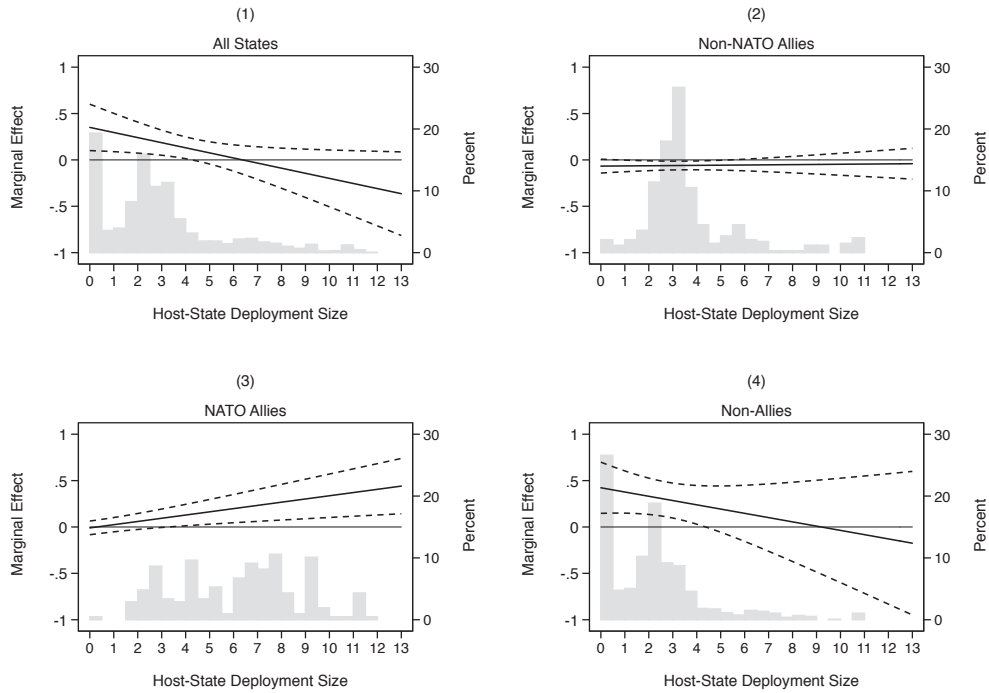 (1)
All States
1
.5
0
-.5
-1
Marginal Effect
30
20
10
0
Percent
0 1 2 3 4 5 6 7 8 9 10 11 12 13
Host-State Deployment Size
(2)
Non-NATO Allies
1
.5
0
-.5
-1
Marginal Effect
30
20
10
0
Percent
0 1 2 3 4 5 6 7 8 9 10 11 12 13
Host-State Deployment Size
(3)
NATO Allies
1
.5
0
-.5
-1
Marginal Effect
30
20
10
0
Percent
0 1 2 3 4 5 6 7 8 9 10 11 12 13
Host-State Deployment Size
(4)
Non-Allies
1
.5
0
-.5
-1
Marginal Effect
30
20
10
0
Percent
0 1 2 3 4 5 6 7 8 9 10 11 12 13
Host-State Deployment Size